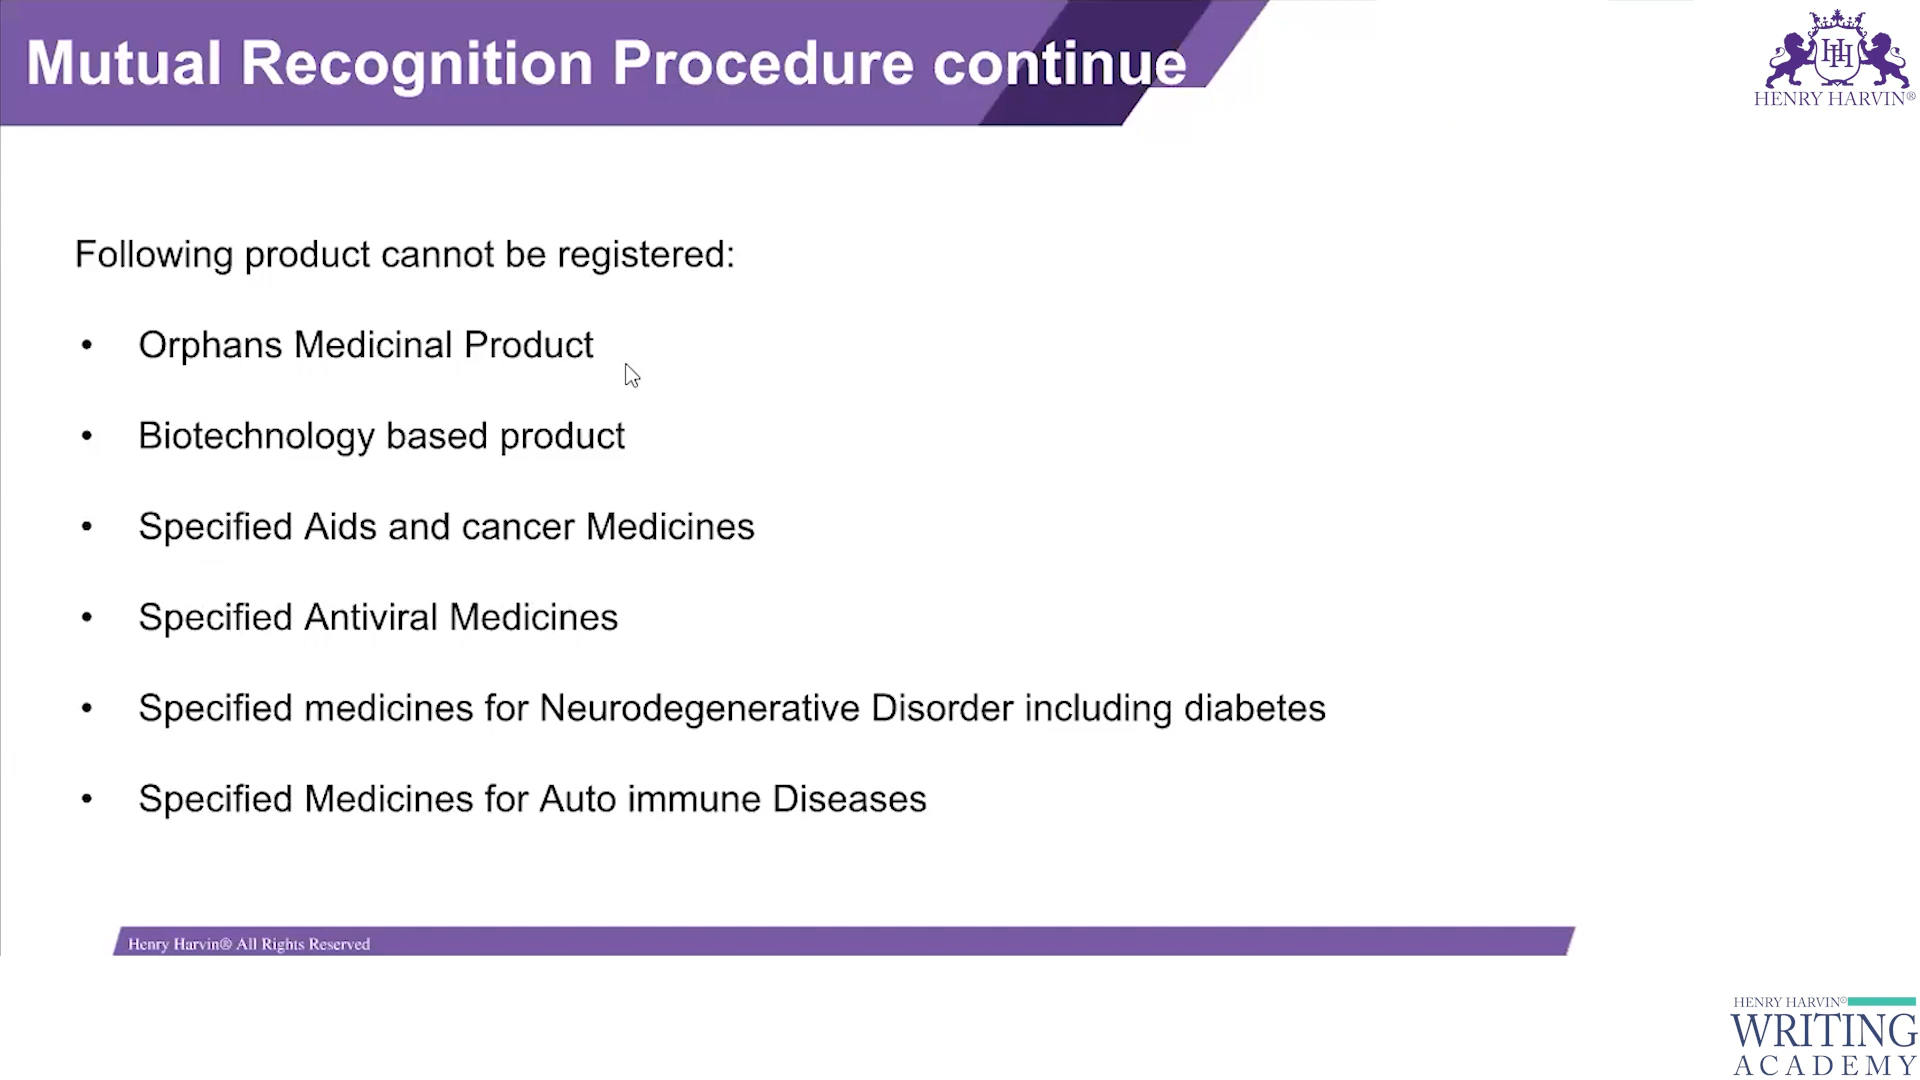 Mutual Recognition Procedure continue
HENRY HARVIN®
Following product cannot be registered:
• Orphans Medicinal Product
• Biotechnology based product
• Specified Aids and cancer Medicines
• Specified Antiviral Medicines
• Specified medicines for Neurodegenerative Disorder including diabetes
• Specified Medicines for Auto immune Diseases
Henry Harvin® All Rights Reserved
HENRY HARVIN®
WRITING
ACADEMY